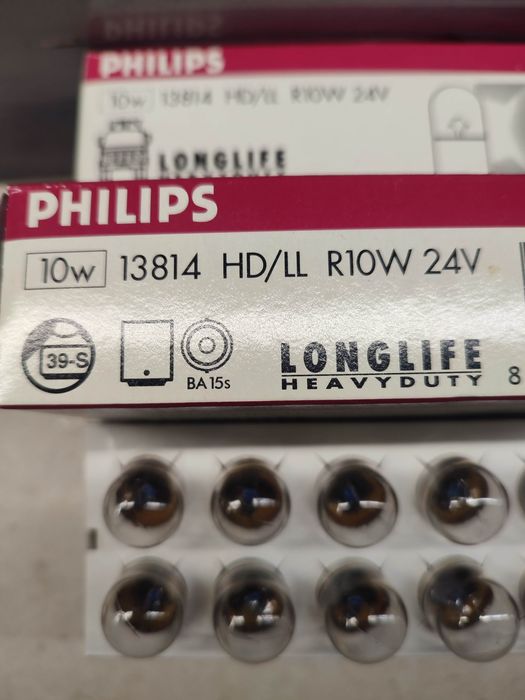 PHILIPS
10w 13814 HD/LL R10W 24V
LONGLIFE
PHILIPS
10w 13814 HD/LL R10W 24V
39-S
BA15s
LONGLIFE
HEAVYDUTY
8